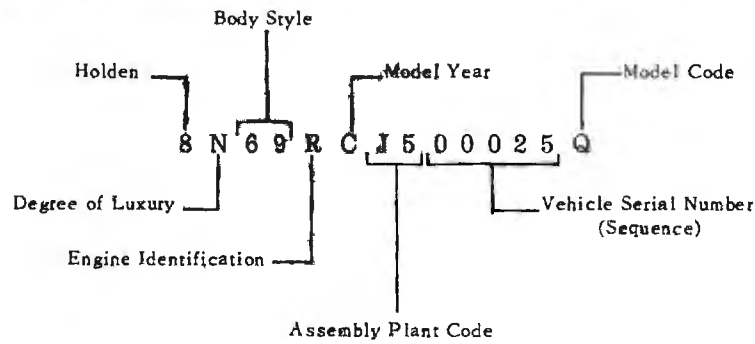 Body Style
Holden
Model Year
Model Code
8 N 6 9 R C J 5 0 0 0 2 5 Q
Degree of Luxury
Vehicle Serial Number
(Sequence)
Engine Identification
Assembly Plant Code